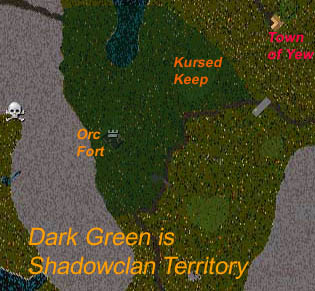 Town
of Yew
Kursed
Keep
Orc
Fort
Dark Green is
Shadowclan Territory